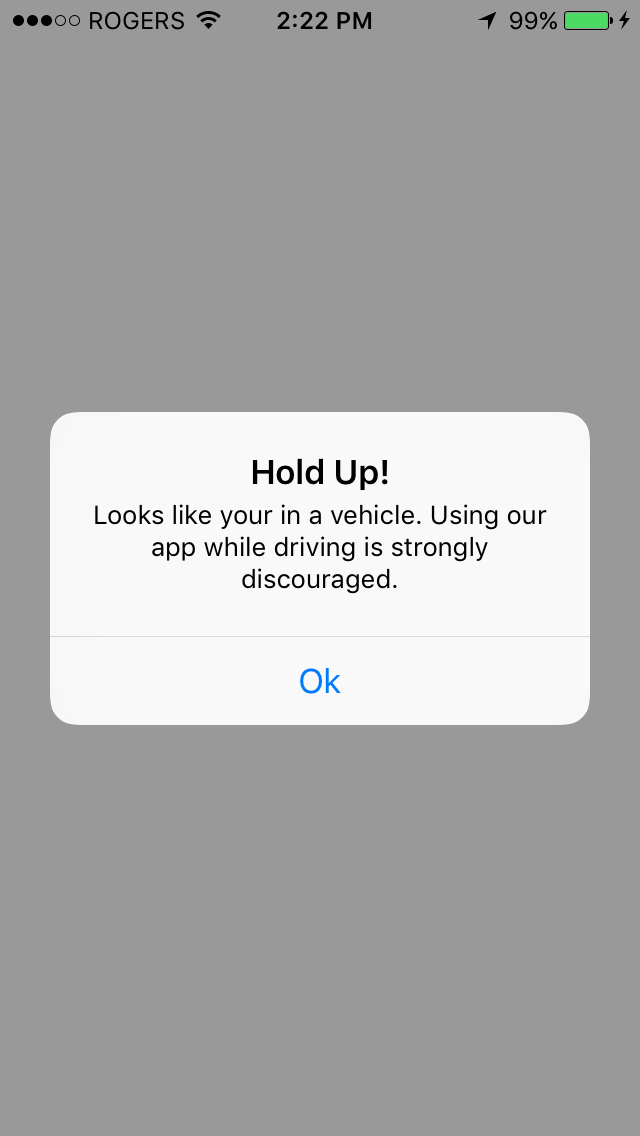 ROGERS 2:22 PM 99%
Hold Up!
Looks like your in a vehicle. Using our
app while driving is strongly
discouraged.
Ok